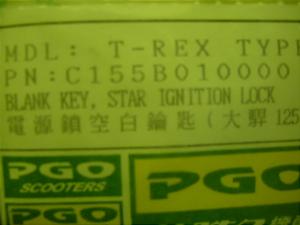 MDL: T-REX TYPE
PN:C155B010000
BLANK KEY, STAR IGNITION LOCK
電源鎖空白鑰匙(大駻125
PGO
SCOOTERS
PGO
PGO